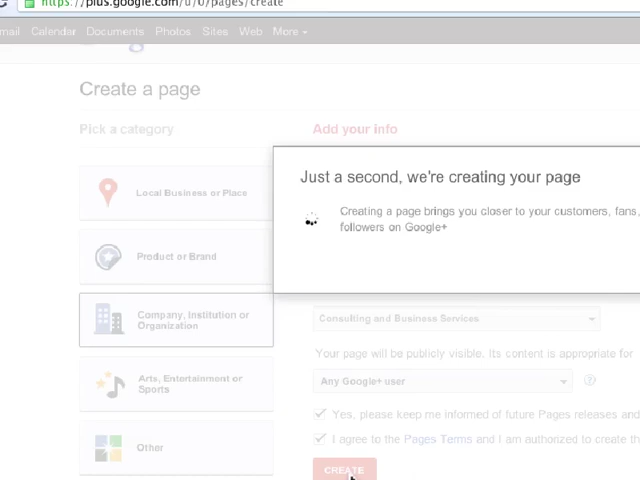 https://plus.google.com/u/0/pages/create
mail Calendar Documents Photos Sites Web More
Create a page
Pick a category
Add your info
Local Business or Place
Just a second, we're creating your page
Creating a page brings you closer to your customers, fans,
followers on Google+
Product or Brand
Company, Institution or
Organization
Consulting and Business Services
Your page will be publicly visible. Its content is appropriate for
Arts, Entertainment or
Sports
Any Google+ user
?
Yes, please keep me informed of future Pages releases and
I agree to the Pages Terms and I am authorized to create th
Other
CREATE